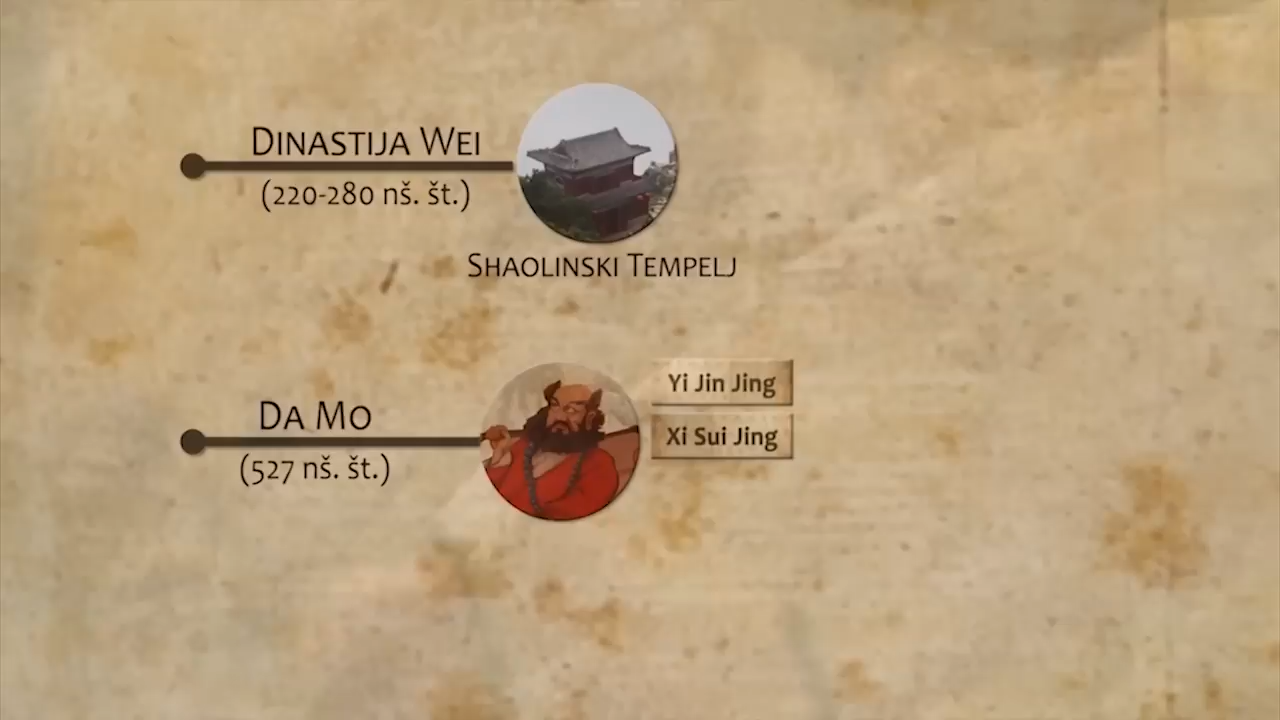 Dinastija Wei
(220-280 nš. št.)
Shaolinski Tempelj
Da Mo
(527 nš. št.)
Yi Jin Jing
Xi Sui Jing